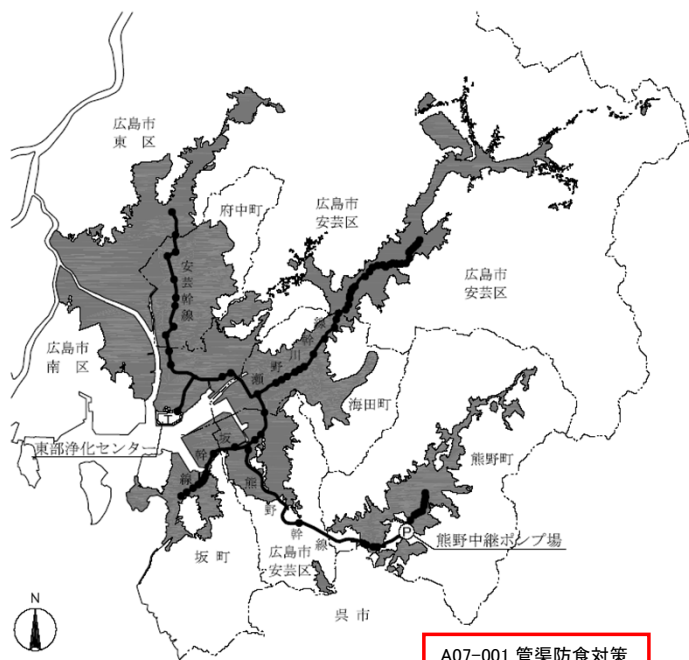 広島市
東 区
府中町
広島市
安芸区
広島市
安芸区
安芸幹線
広島市
南 区
瀬野川幹線
海田町
T
東部浄化センター
坂幹線
熊野町
熊野幹線
P
熊野中継ポンプ場
広島市
安芸区
坂 町
呉 市
N
A07-001 管渠防食対策